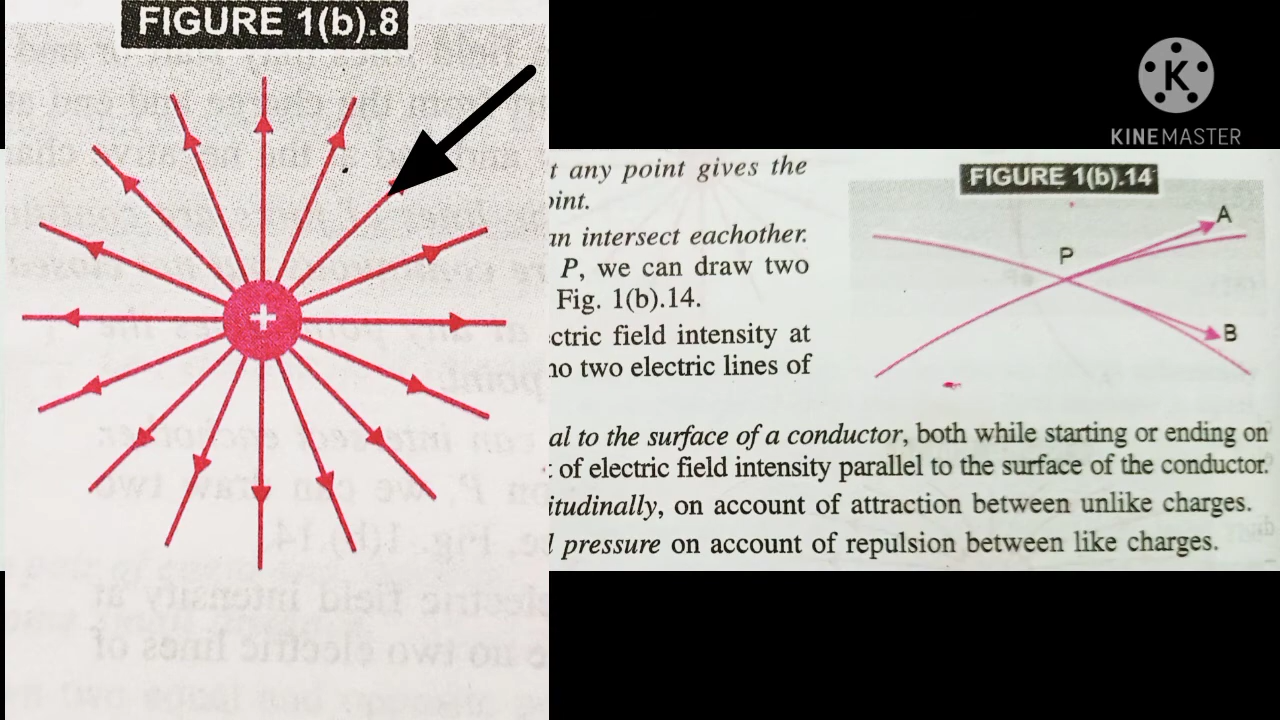 FIGURE 1(b).8
+
KINEMASTER
t any point gives the
oint.
an intersect eachother.
P, we can draw two
Fig. 1(b).14.
ctric field intensity at
no two electric lines of
FIGURE 1(b).14
A
P
B
al to the surface of a conductor, both while starting or ending on
of electric field intensity parallel to the surface of the conductor.
itudinally, on account of attraction between unlike charges.
pressure on account of repulsion between like charges.